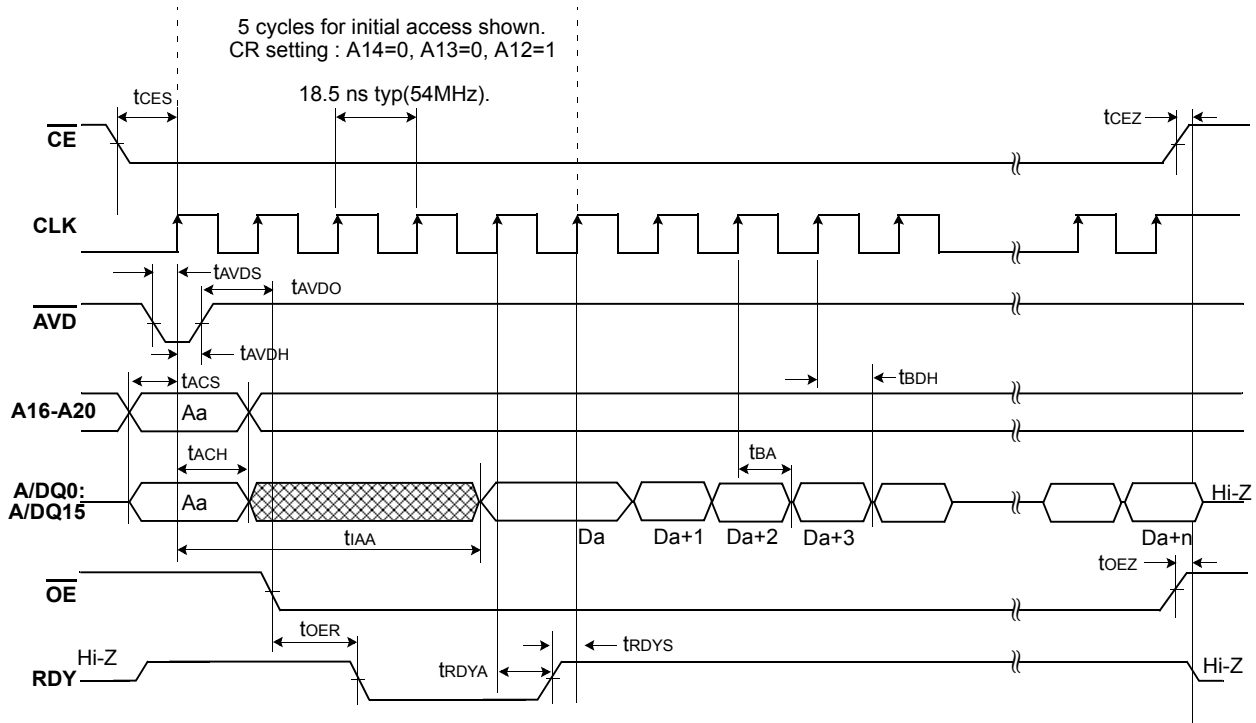 5 cycles for initial access shown.
CR setting : A14=0, A13=0, A12=1
18.5 ns typ(54MHz).
tCES
tCEZ
CE
CLK
tAVDS
tAVDO
AVD
tAVDH
tACS
tBDH
A16-A20
Aa
tACH
tBA
A/DQ0:
A/DQ15
Aa
Hi-Z
tIAA
Da
Da+1
Da+2
Da+3
Da+n
OE
tOEZ
tOER
tRDYS
tRDYA
Hi-Z
RDY
Hi-Z